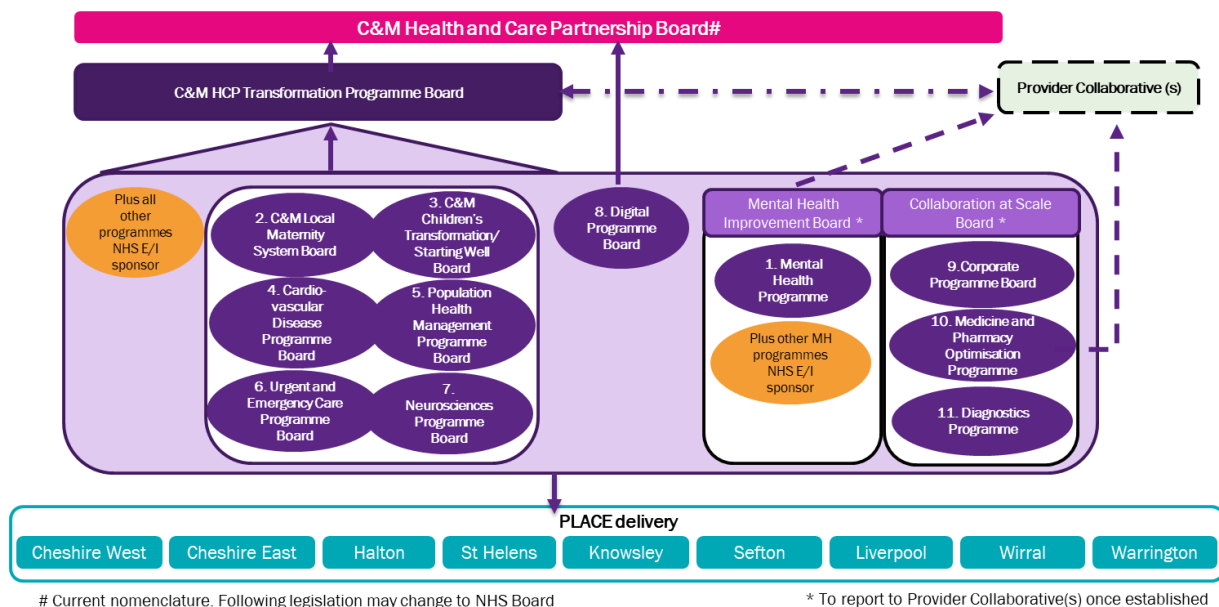 C&M Health and Care Partnership Board#
C&M HCP Transformation Programme Board
Provider Collaborative (s)
Plus all
other
programmes
NHS E/I
sponsor
2. C&M Local
Maternity
System Board
3. C&M
Children's
Transformation/
Starting Well
Board
4. Cardio-
vascular
Disease
Programme
Board
5. Population
Health
Management
Programme
Board
6. Urgent and
Emergency Care
Programme
Board
7.
Neurosciences
Programme
Board
8. Digital
Programme
Board
Mental Health
Improvement Board *
1. Mental
Health
Programme
Plus other MH
programmes
NHS E/I
sponsor
Collaboration at Scale
Board *
9.Corporate
Programme Board
10. Medicine and
Pharmacy
Optimisation
Programme
11. Diagnostics
Programme
PLACE delivery
Cheshire West
Cheshire East
Halton
St Helens
Knowsley
Sefton
Liverpool
Wirral
Warrington
# Current nomenclature. Following legislation may change to NHS Board
* To report to Provider Collaborative(s) once established